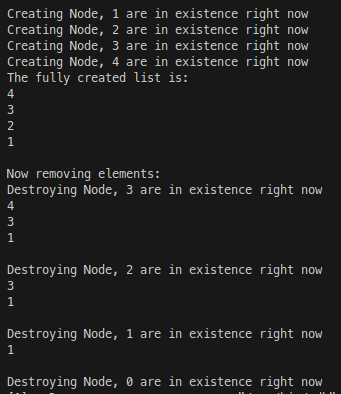 Creating Node, 1 are in existence right now
Creating Node, 2 are in existence right now
Creating Node, 3 are in existence right now
Creating Node, 4 are in existence right now
The fully created list is:
4
3
2
1
Now removing elements:
Destroying Node, 3 are in existence right now
4
3
1
Destroying Node, 2 are in existence right now
3
1
Destroying Node, 1 are in existence right now
1
Destroying Node, 0 are in existence right now